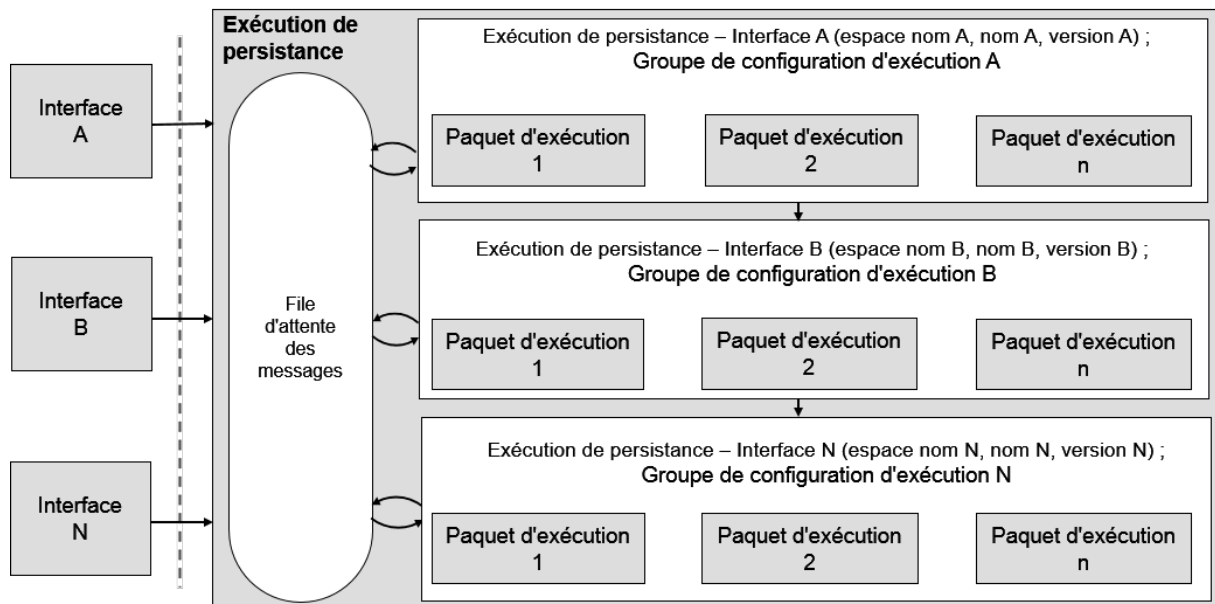 Exécution de
persistance
Interface
A
Interface
B
Interface
N
File
d'attente
des
messages
Exécution de persistance – Interface A (espace nom A, nom A, version A) ;
Groupe de configuration d'exécution A
Paquet d'exécution
1
Paquet d'exécution
2
Paquet d'exécution
n
Exécution de persistance – Interface B (espace nom B, nom B, version B) ;
Groupe de configuration d'exécution B
Paquet d'exécution
1
Paquet d'exécution
2
Paquet d'exécution
n
Exécution de persistance – Interface N (espace nom N, nom N, version N) ;
Groupe de configuration d'exécution N
Paquet d'exécution
1
Paquet d'exécution
2
Paquet d'exécution
n